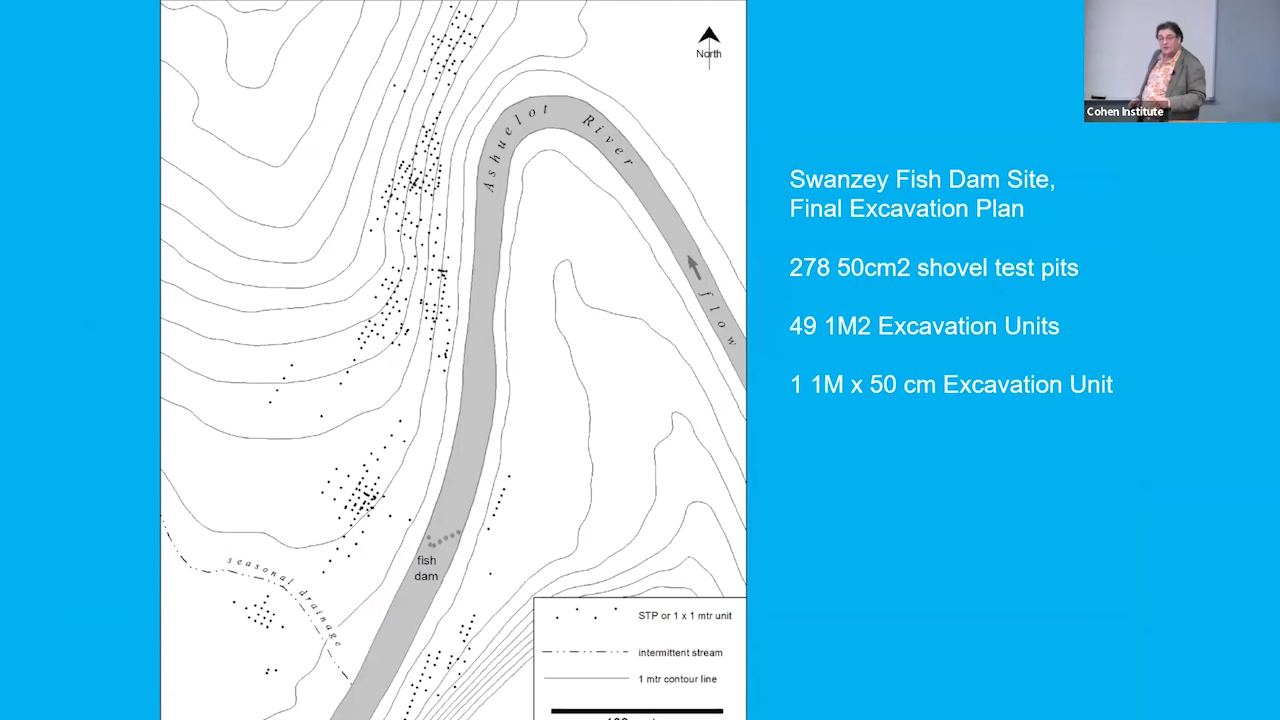 North
Ashuelot River
flow
fish
dam
seasonal drainage
STP or 1 x 1 mtr unit
intermittent stream
1 mtr contour line
Cohen Institute
Swanzey Fish Dam Site,
Final Excavation Plan
278 50cm2 shovel test pits
49 1M2 Excavation Units
1 1M x 50 cm Excavation Unit